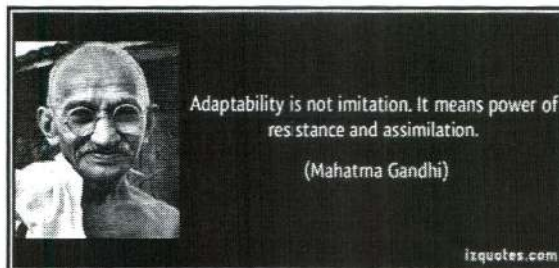 Adaptability is not imitation. It means power of
res stance and assimilation.
(Mahatma Gandhi)
izquotes.com